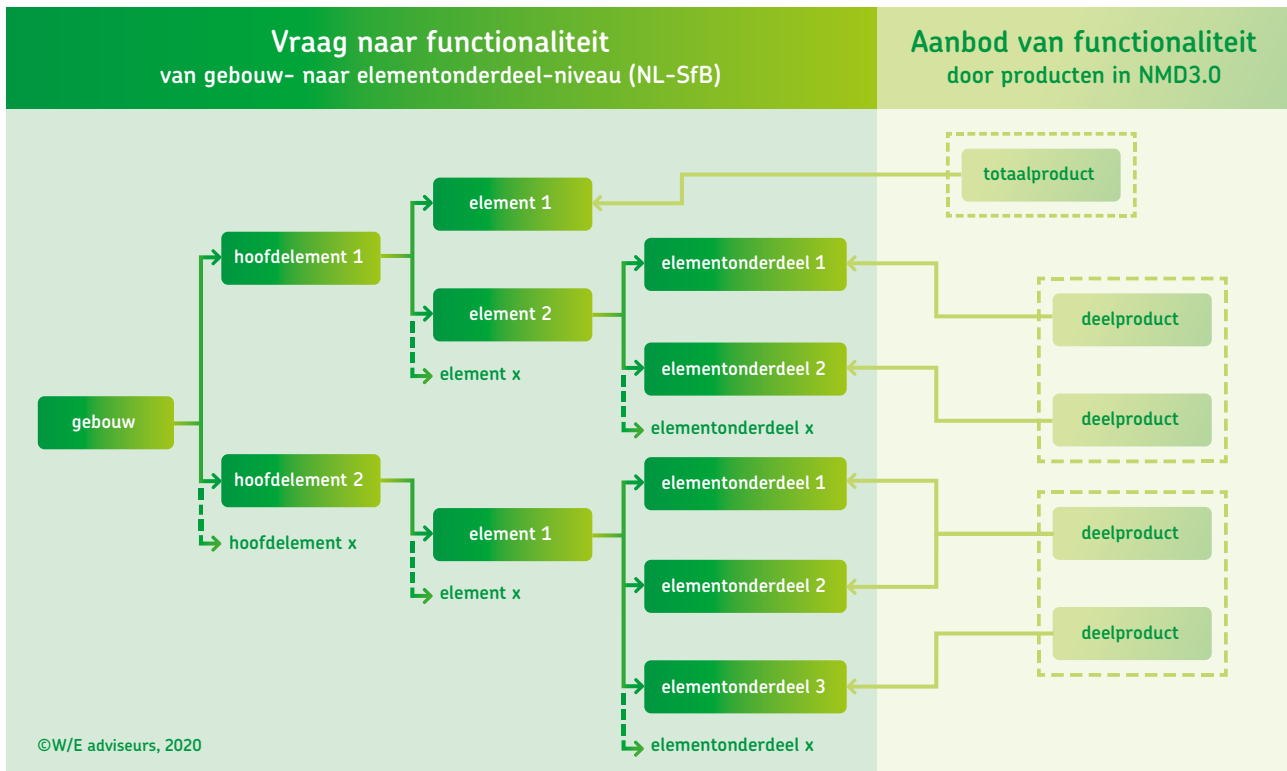 Vraag naar functionaliteit
van gebouw- naar elementonderdeel-niveau (NL-SfB)
Aanbod van functionaliteit
door producten in NMD3.0
gebouw
hoofdelement 1
hoofdelement 2
hoofdelement x
element 1
element 2
element x
element 1
element x
elementonderdeel 1
elementonderdeel 2
elementonderdeel x
elementonderdeel 1
elementonderdeel 2
elementonderdeel 3
elementonderdeel x
totaalproduct
deelproduct
deelproduct
deelproduct
deelproduct
©W/E adviseurs, 2020